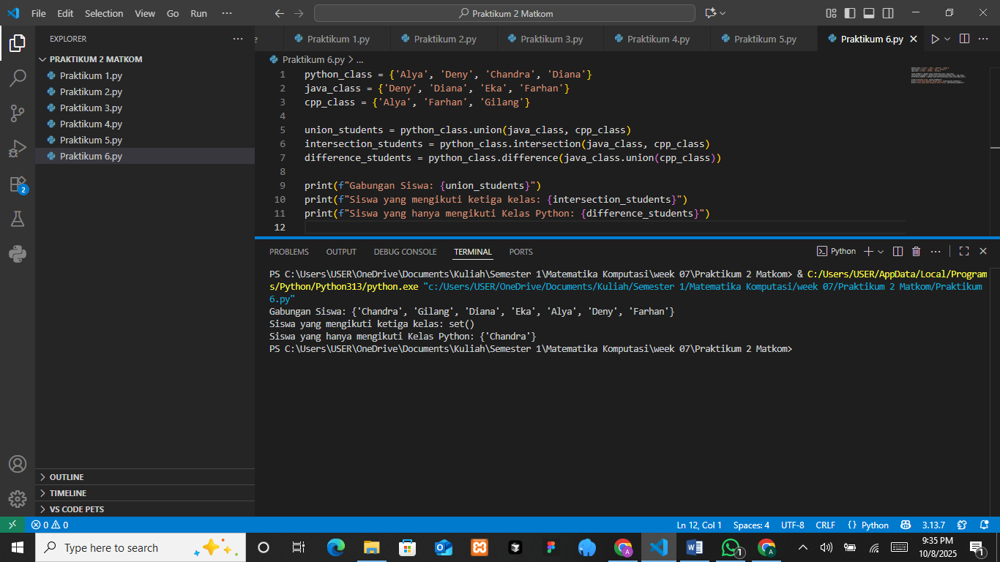 File Edit Selection View Go Run ···
Praktikum 2 Matkom
EXPLORER
PRAKTIKUM 2 MATKOM
Praktikum 1.py
Praktikum 2.py
Praktikum 3.py
Praktikum 4.py
Praktikum 5.py
Praktikum 6.py
2
OUTLINE
TIMELINE
VS CODE PETS
e Praktikum 1.py Praktikum 2.py Praktikum 3.py Praktikum 4.py Praktikum 5.py Praktikum 6.py
Praktikum 6.py > ...
1 python_class = {'Alya', 'Deny', 'Chandra', 'Diana'}
2 java_class = {'Deny', 'Diana', 'Eka', 'Farhan'}
3 cpp_class = {'Alya', 'Farhan', 'Gilang'}
4
5 union_students = python_class.union(java_class, cpp_class)
6 intersection_students = python_class.intersection(java_class, cpp_class)
7 difference_students = python_class.difference(java_class.union(cpp_class))
8
9 print(f"Gabungan Siswa: {union_students}")
10 print(f"Siswa yang mengikuti ketiga kelas: {intersection_students}")
11 print(f"Siswa yang hanya mengikuti Kelas Python: {difference_students}")
12
PROBLEMS OUTPUT DEBUG CONSOLE TERMINAL PORTS
Python
PS C:\Users\USER\OneDrive\Documents\Kuliah\Semester 1\Matematika Komputasi\week 07\Praktikum 2 Matkom> & C:/Users/USER/AppData/Local/Program
s/Python/Python313/python.exe "c:/Users/USER/OneDrive/Documents/Kuliah/Semester 1/Matematika Komputasi/week 07/Praktikum 2 Matkom/Praktikum
6.py"
Gabungan Siswa: {'Chandra', 'Gilang', 'Diana', 'Eka', 'Alya', 'Deny', 'Farhan'}
Siswa yang mengikuti ketiga kelas: set()
Siswa yang hanya mengikuti Kelas Python: {'Chandra'}
PS C:\Users\USER\OneDrive\Documents\Kuliah\Semester 1\Matematika Komputasi\week 07\Praktikum 2 Matkom>
0 0
Ln 12, Col 1 Spaces: 4 UTF-8 CRLF {} Python 3.13.7
Type here to search
A
1
A
9:35 PM
10/8/2025
1